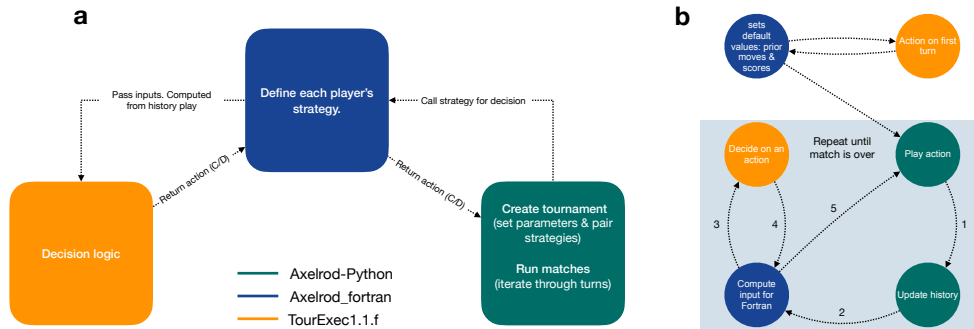 a
Define each player's
strategy.
Pass inputs. Computed
from history play
Call strategy for decision
Return action (C/D)
Return action (C/D)
Decision logic
Create tournament
(set parameters & pair
strategies)
Run matches
(iterate through turns)
Axelrod-Python
Axelrod_fortran
TourExec1.1.f
b
sets
default
values: prior
moves &
scores
Action on first
turn
Repeat until
match is over
Decide on an
action
Play action
5
3
4
1
Compute
input for
Fortran
2
Update history